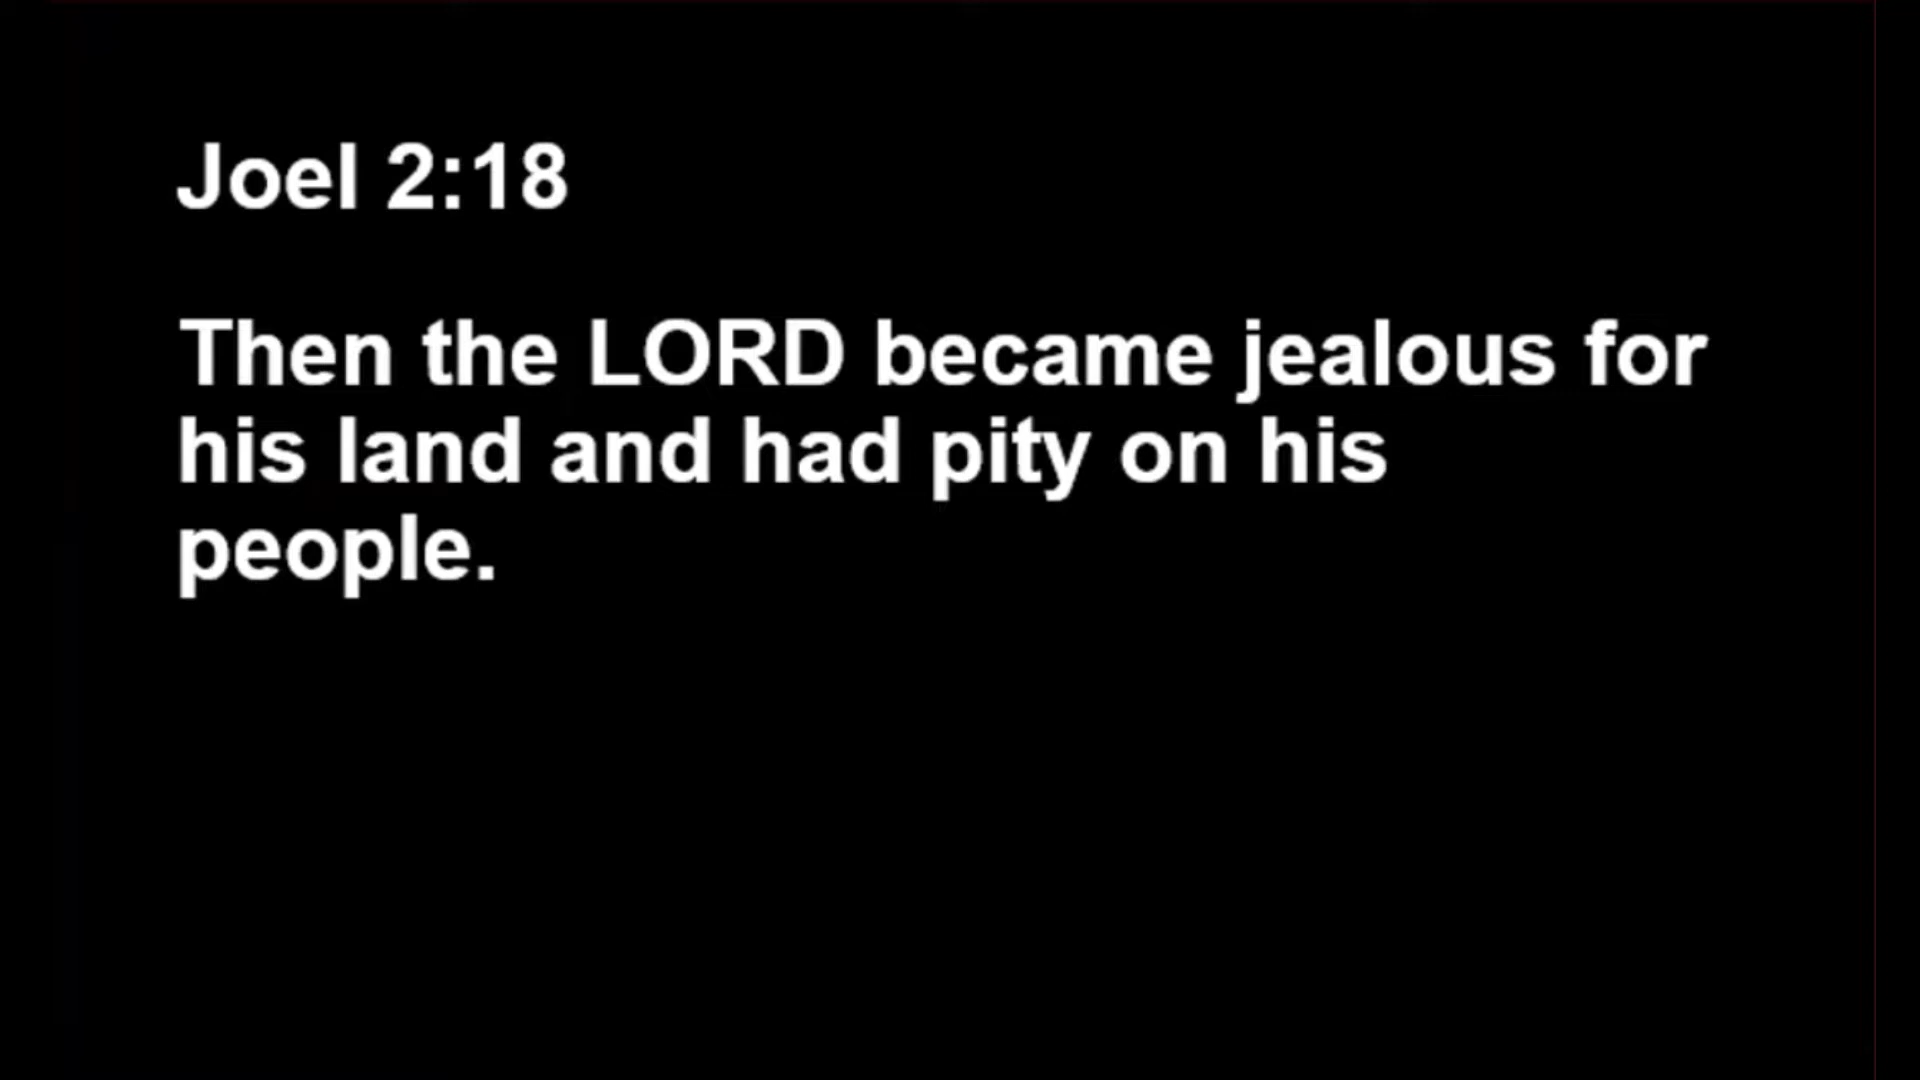 Joel 2:18
Then the LORD became jealous for
his land and had pity on his
people.